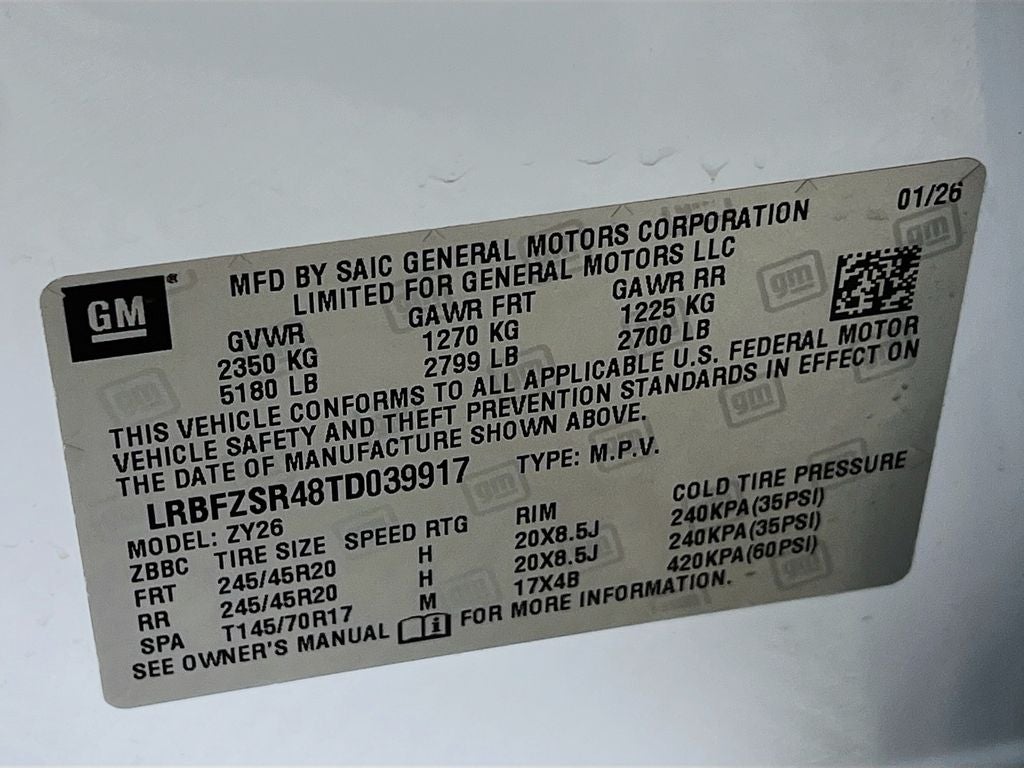 01/26
GM®
MFD BY SAIC GENERAL MOTORS CORPORATION
LIMITED FOR GENERAL MOTORS LLC
GVWR GAWR FRT GAWR RR
2350 KG 1270 KG 1225 KG
5180 LB 2799 LB 2700 LB
THIS VEHICLE CONFORMS TO ALL APPLICABLE U.S. FEDERAL MOTOR
VEHICLE SAFETY AND THEFT PREVENTION STANDARDS IN EFFECT ON
THE DATE OF MANUFACTURE SHOWN ABOVE.
LRBFZSR48TD039917 TYPE: M.P.V.
MODEL: ZY26
ZBBC TIRE SIZE SPEED RTG RIM COLD TIRE PRESSURE
FRT 245/45R20 H 20X8.5J 240KPA(35PSI)
RR 245/45R20 H 20X8.5J 240KPA(35PSI)
SPA T145/70R17 M 17X4B 420KPA(60PSI)
SEE OWNER'S MANUAL FOR MORE INFORMATION.